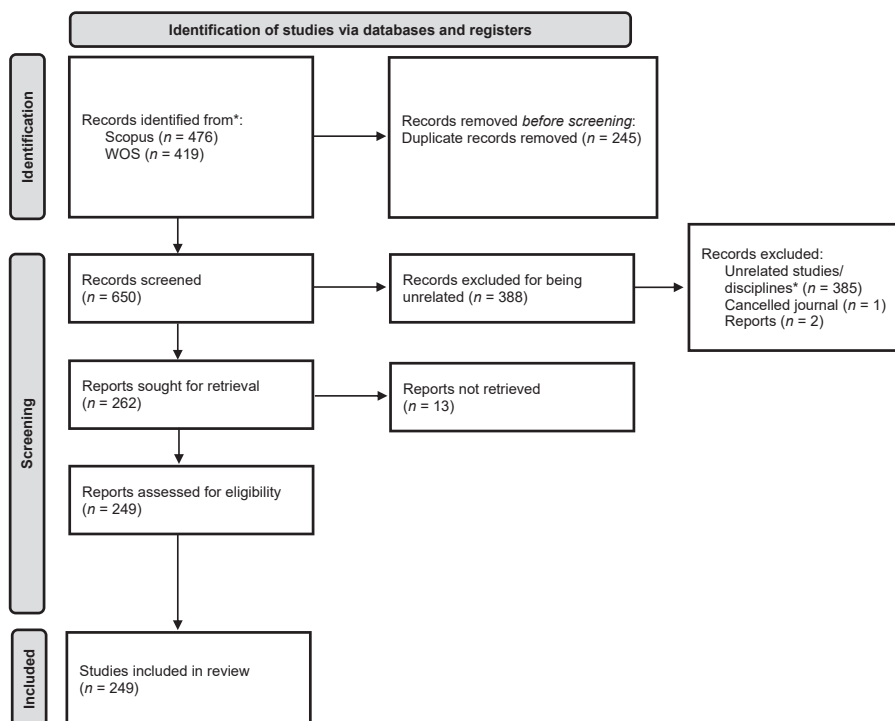 Identification of studies via databases and registers
Identification
Records identified from*:
Scopus (n = 476)
WOS (n = 419)
Records removed before screening:
Duplicate records removed (n = 245)
Screening
Records screened
(n = 650)
Records excluded for being
unrelated (n = 388)
Records excluded:
Unrelated studies/
disciplines* (n = 385)
Cancelled journal (n = 1)
Reports (n = 2)
Reports sought for retrieval
(n = 262)
Reports not retrieved
(n = 13)
Reports assessed for eligibility
(n = 249)
Included
Studies included in review
(n = 249)